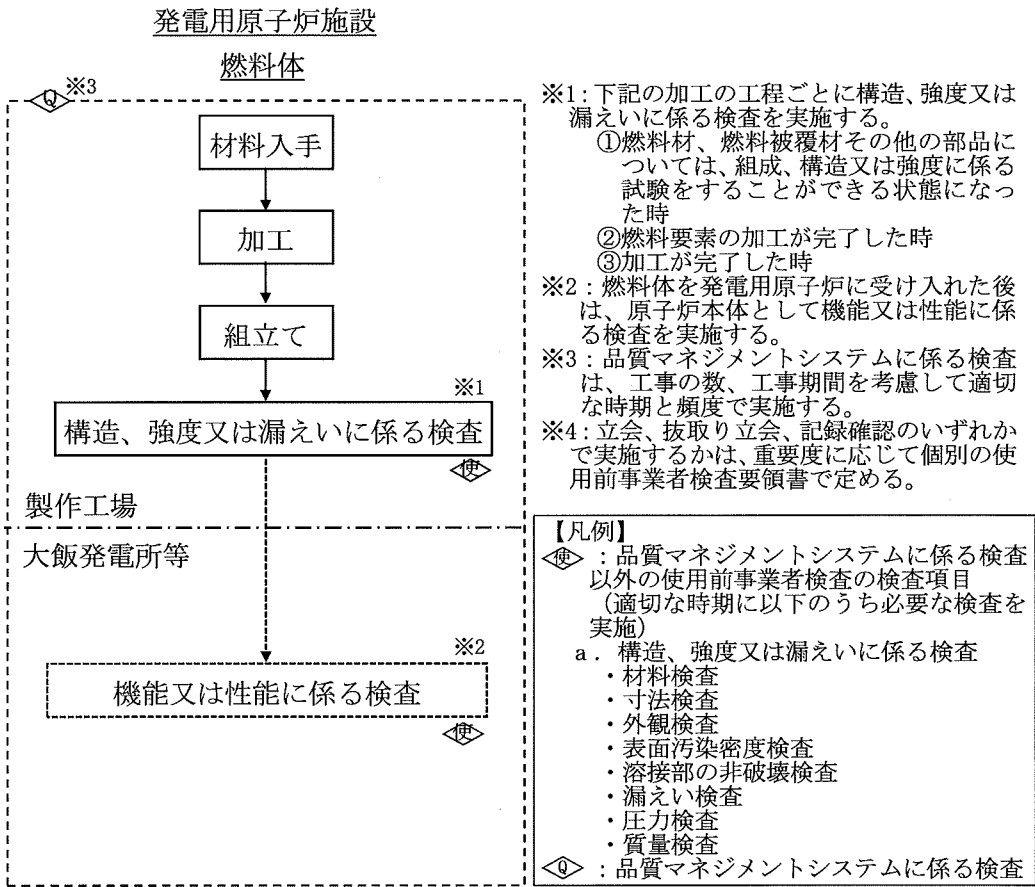 発電用原子炉施設
燃料体
Q ※3
材料入手
加工
組立て
※1
構造、強度又は漏えいに係る検査
使
製作工場
大飯発電所等
※2
機能又は性能に係る検査
使
※1：下記の加工の工程ごとに構造、強度又は
漏えいに係る検査を実施する。
①燃料材、燃料被覆材その他の部品に
ついては、組成、構造又は強度に係る
試験をすることができる状態になっ
た時
②燃料要素の加工が完了した時
③加工が完了した時
※2：燃料体を発電用原子炉に受け入れた後
は、原子炉本体として機能又は性能に係
る検査を実施する。
※3：品質マネジメントシステムに係る検査
は、工事の数、工事期間を考慮して適切
な時期と頻度で実施する。
※4：立会、抜取り立会、記録確認のいずれか
で実施するかは、重要度に応じて個別の使
用前事業者検査要領書で定める。
【凡例】
使：品質マネジメントシステムに係る検査
以外の使用前事業者検査の検査項目
（適切な時期に以下のうち必要な検査を
実施）
a．構造、強度又は漏えいに係る検査
・材料検査
・寸法検査
・外観検査
・表面汚染密度検査
・溶接部の非破壊検査
・漏えい検査
・圧力検査
・質量検査
Q：品質マネジメントシステムに係る検査